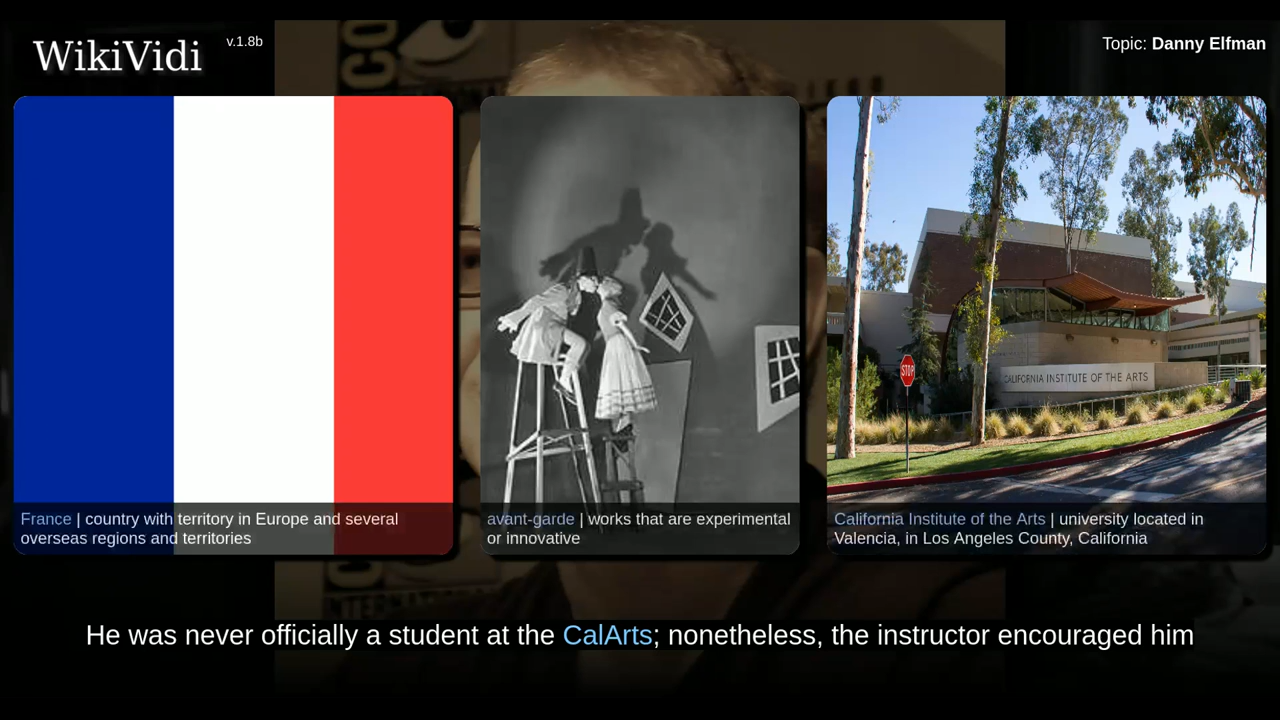 WikiVidi
v.1.8b
Topic: Danny Elfman
France | country with territory in Europe and several
overseas regions and territories
avant-garde | works that are experimental
or innovative
STOP
CALIFORNIA INSTITUTE OF THE ARTS
California Institute of the Arts | university located in
Valencia, in Los Angeles County, California
He was never officially a student at the CalArts; nonetheless, the instructor encouraged him